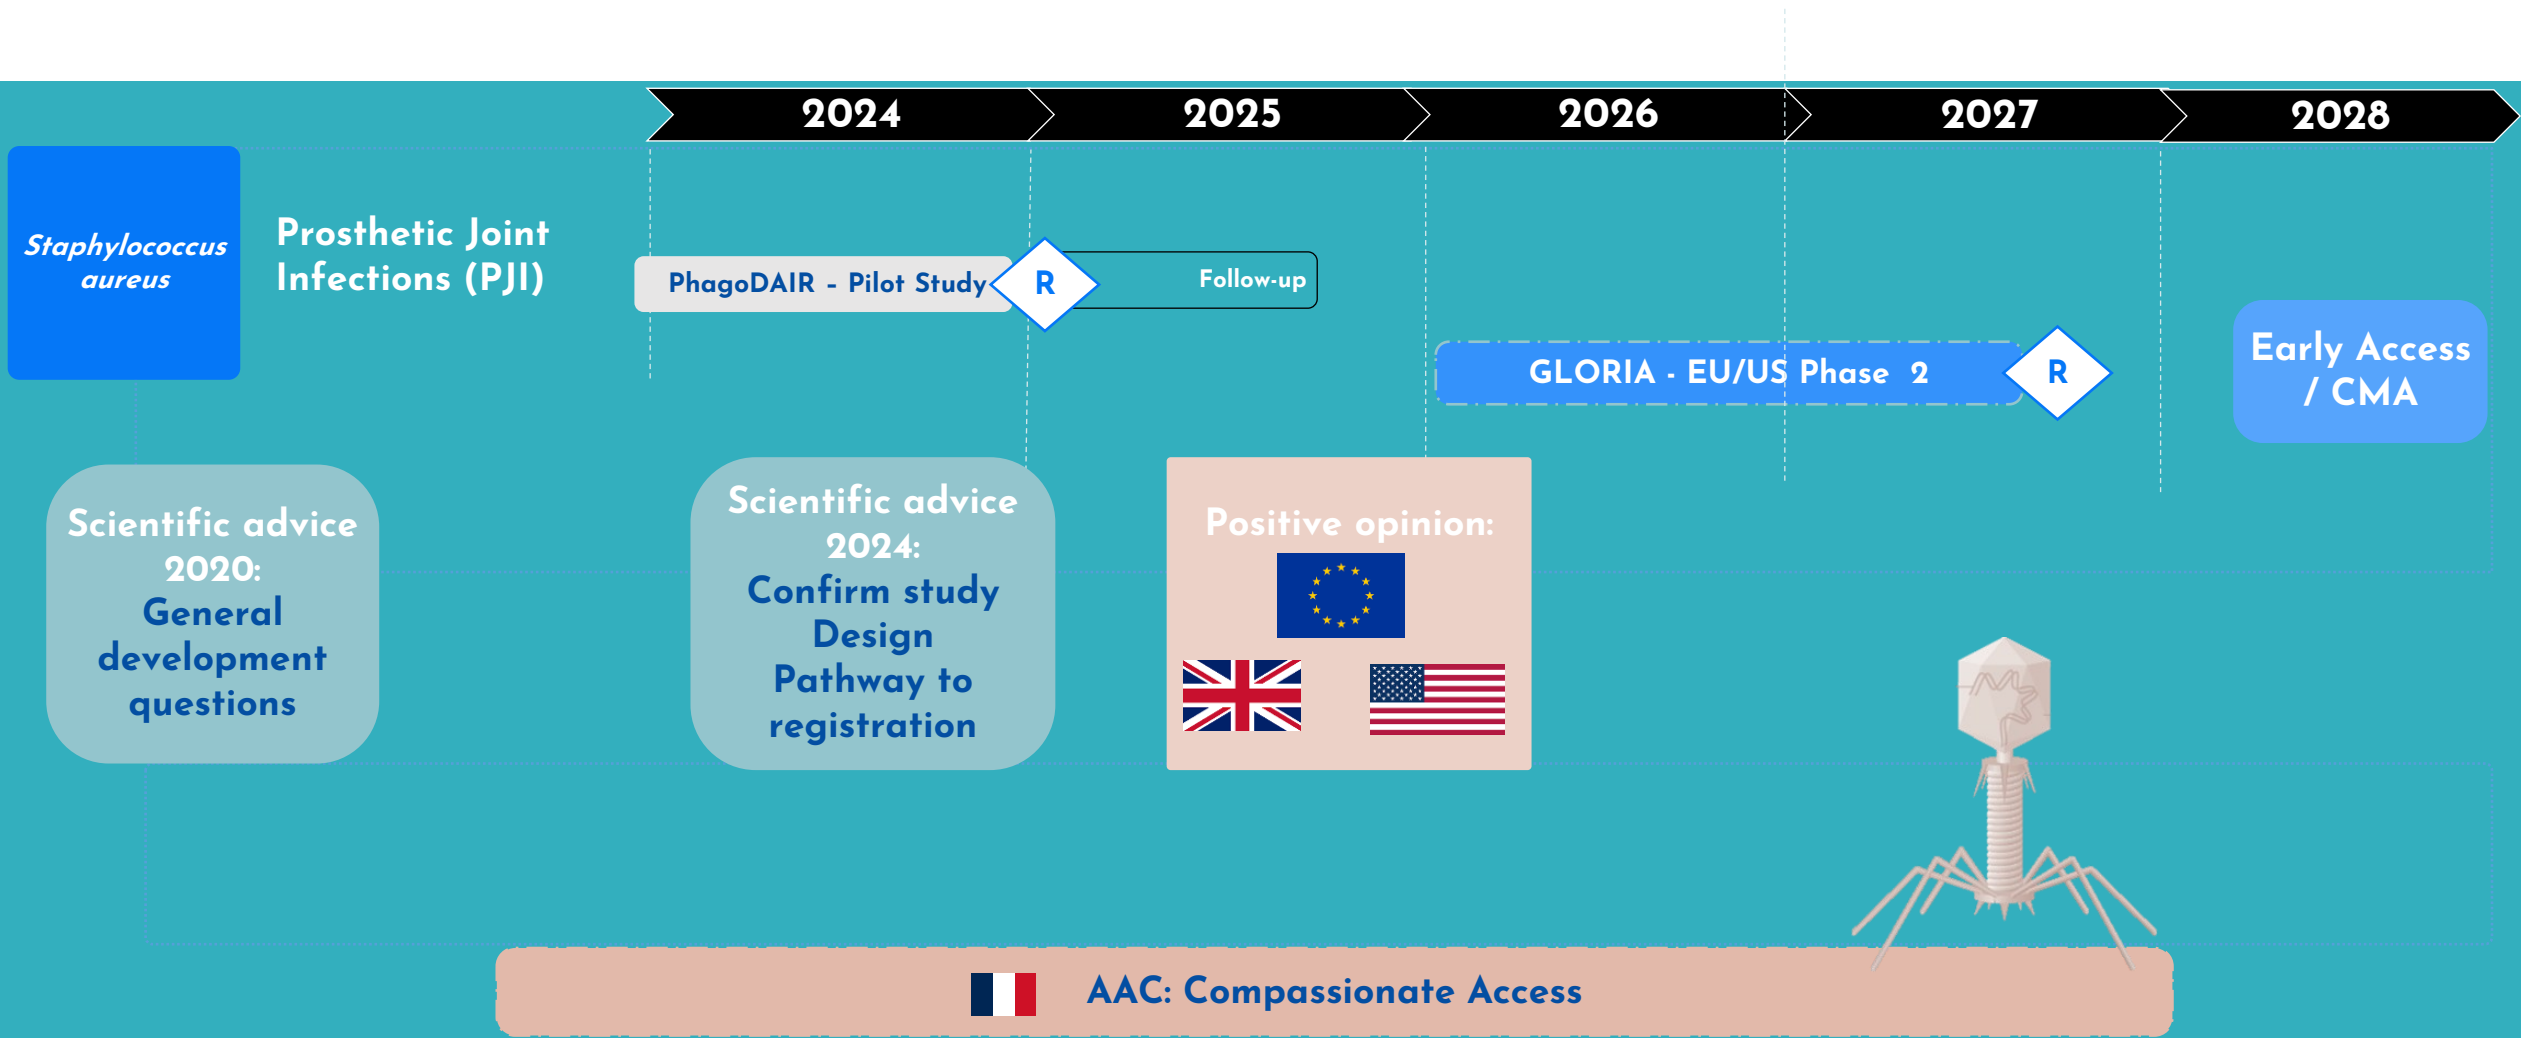 2024
2025
2026
2027
2028
Staphylococcus
aureus
Prosthetic Joint
Infections (PJI)
PhagoDAIR - Pilot Study
R
Follow-up
GLORIA - EU/US Phase 2
R
Early Access
/ CMA
Scientific advice
2020:
General
development
questions
Scientific advice
2024:
Confirm study
Design
Pathway to
registration
Positive opinion:
AAC: Compassionate Access